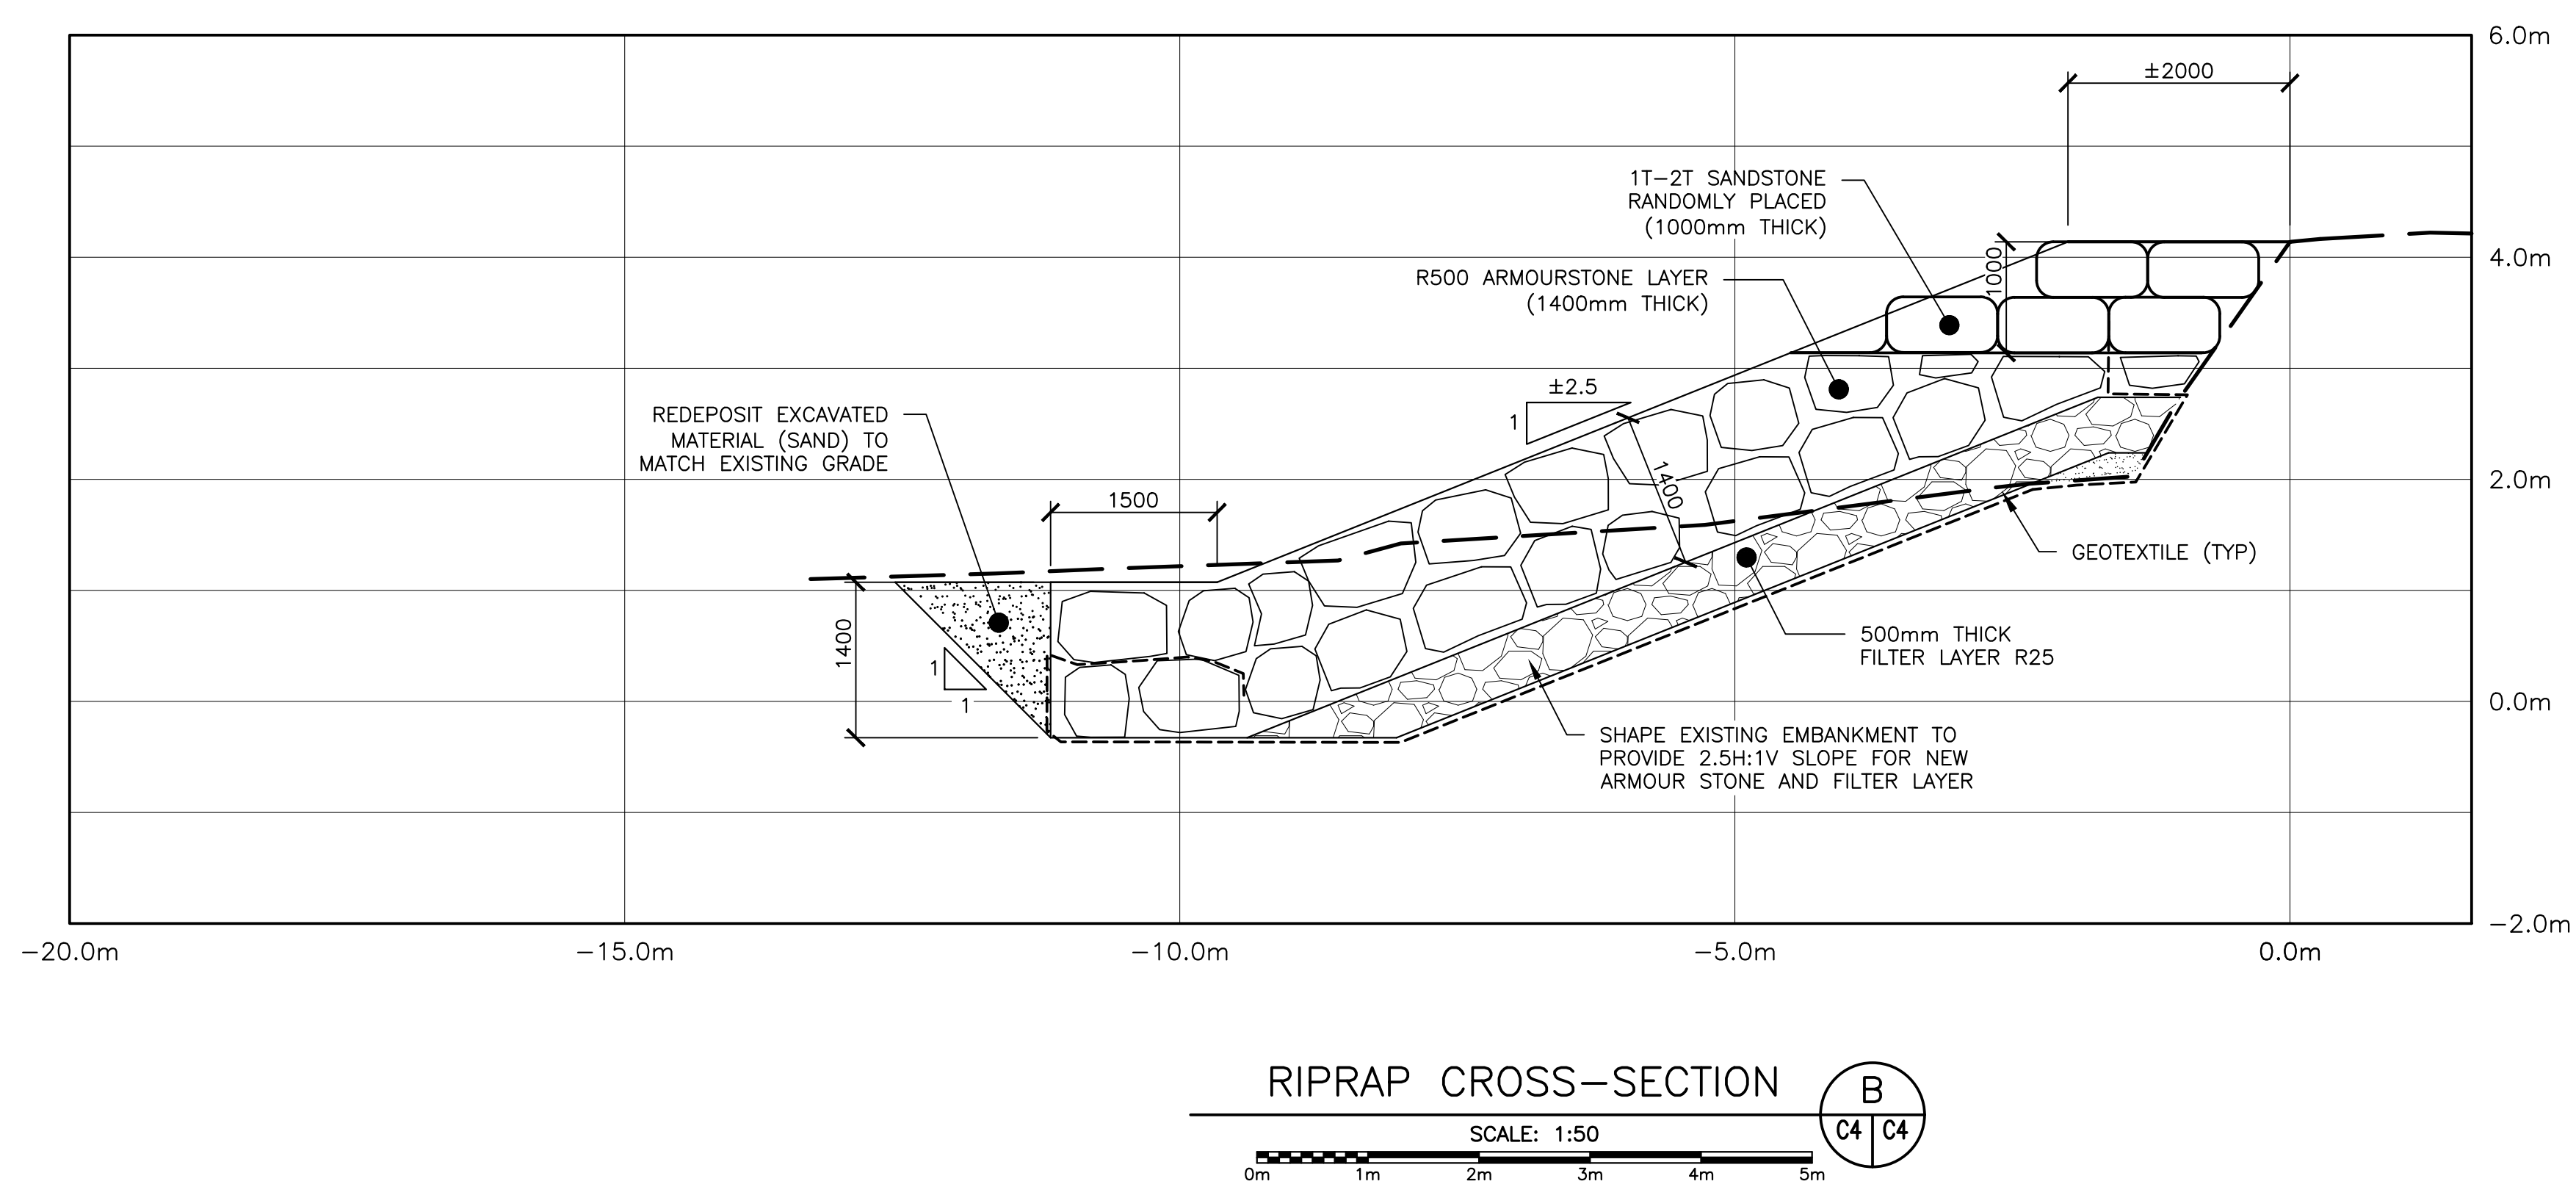 6.0m
±2000
1T-2T SANDSTONE
RANDOMLY PLACED
(1000mm THICK)
4.0m
1000
R500 ARMOURSTONE LAYER
(1400mm THICK)
±2.5
1
REDEPOSIT EXCAVATED
MATERIAL (SAND) TO
MATCH EXISTING GRADE
1400
2.0m
1500
GEOTEXTILE (TYP)
1400
500mm THICK
FILTER LAYER R25
1
1
0.0m
SHAPE EXISTING EMBANKMENT TO
PROVIDE 2.5H:1V SLOPE FOR NEW
ARMOUR STONE AND FILTER LAYER
-2.0m
-20.0m
-15.0m
-10.0m
-5.0m
0.0m
RIPRAP CROSS-SECTION
B
C4
C4
SCALE: 1:50
0m
1m
2m
3m
4m
5m